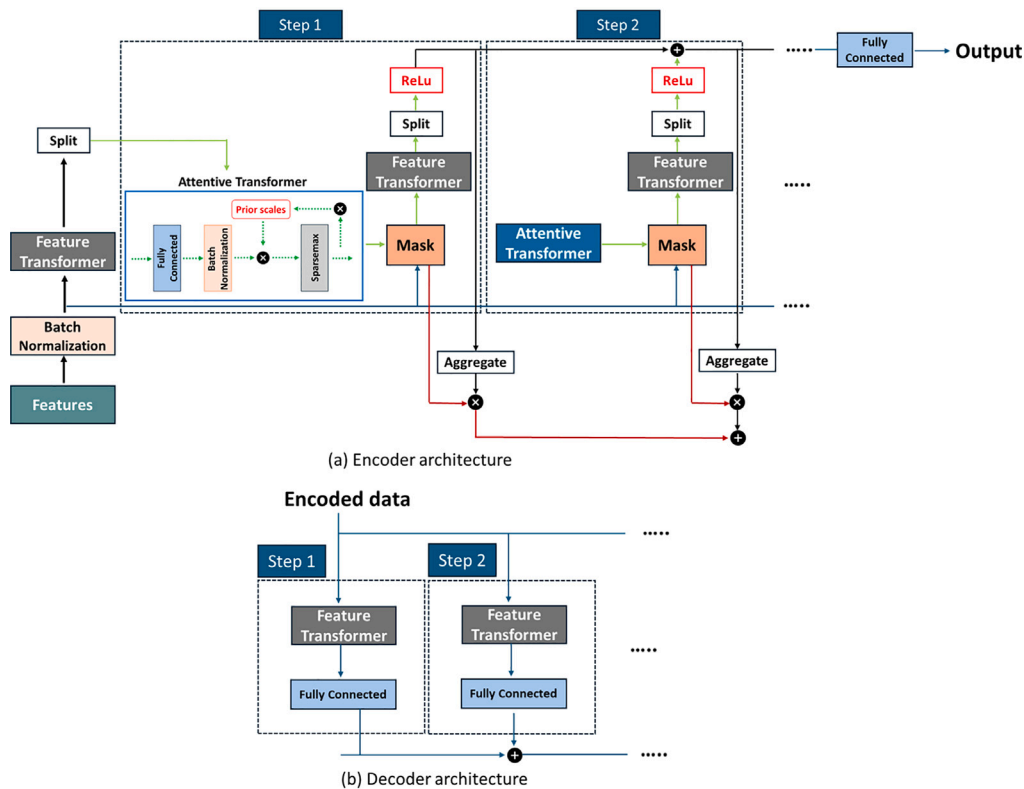 Step 1
Step 2
Fully
Connected
Output
ReLu
ReLu
Split
Split
Split
Feature
Transformer
Feature
Transformer
Attentive Transformer
Prior scales
Fully
Connected
Batch
Normalization
Sparsemax
Mask
Attentive
Transformer
Mask
Feature
Transformer
Batch
Normalization
Features
Aggregate
Aggregate
(a) Encoder architecture
Encoded data
Step 1
Step 2
Feature
Transformer
Feature
Transformer
Fully Connected
Fully Connected
(b) Decoder architecture